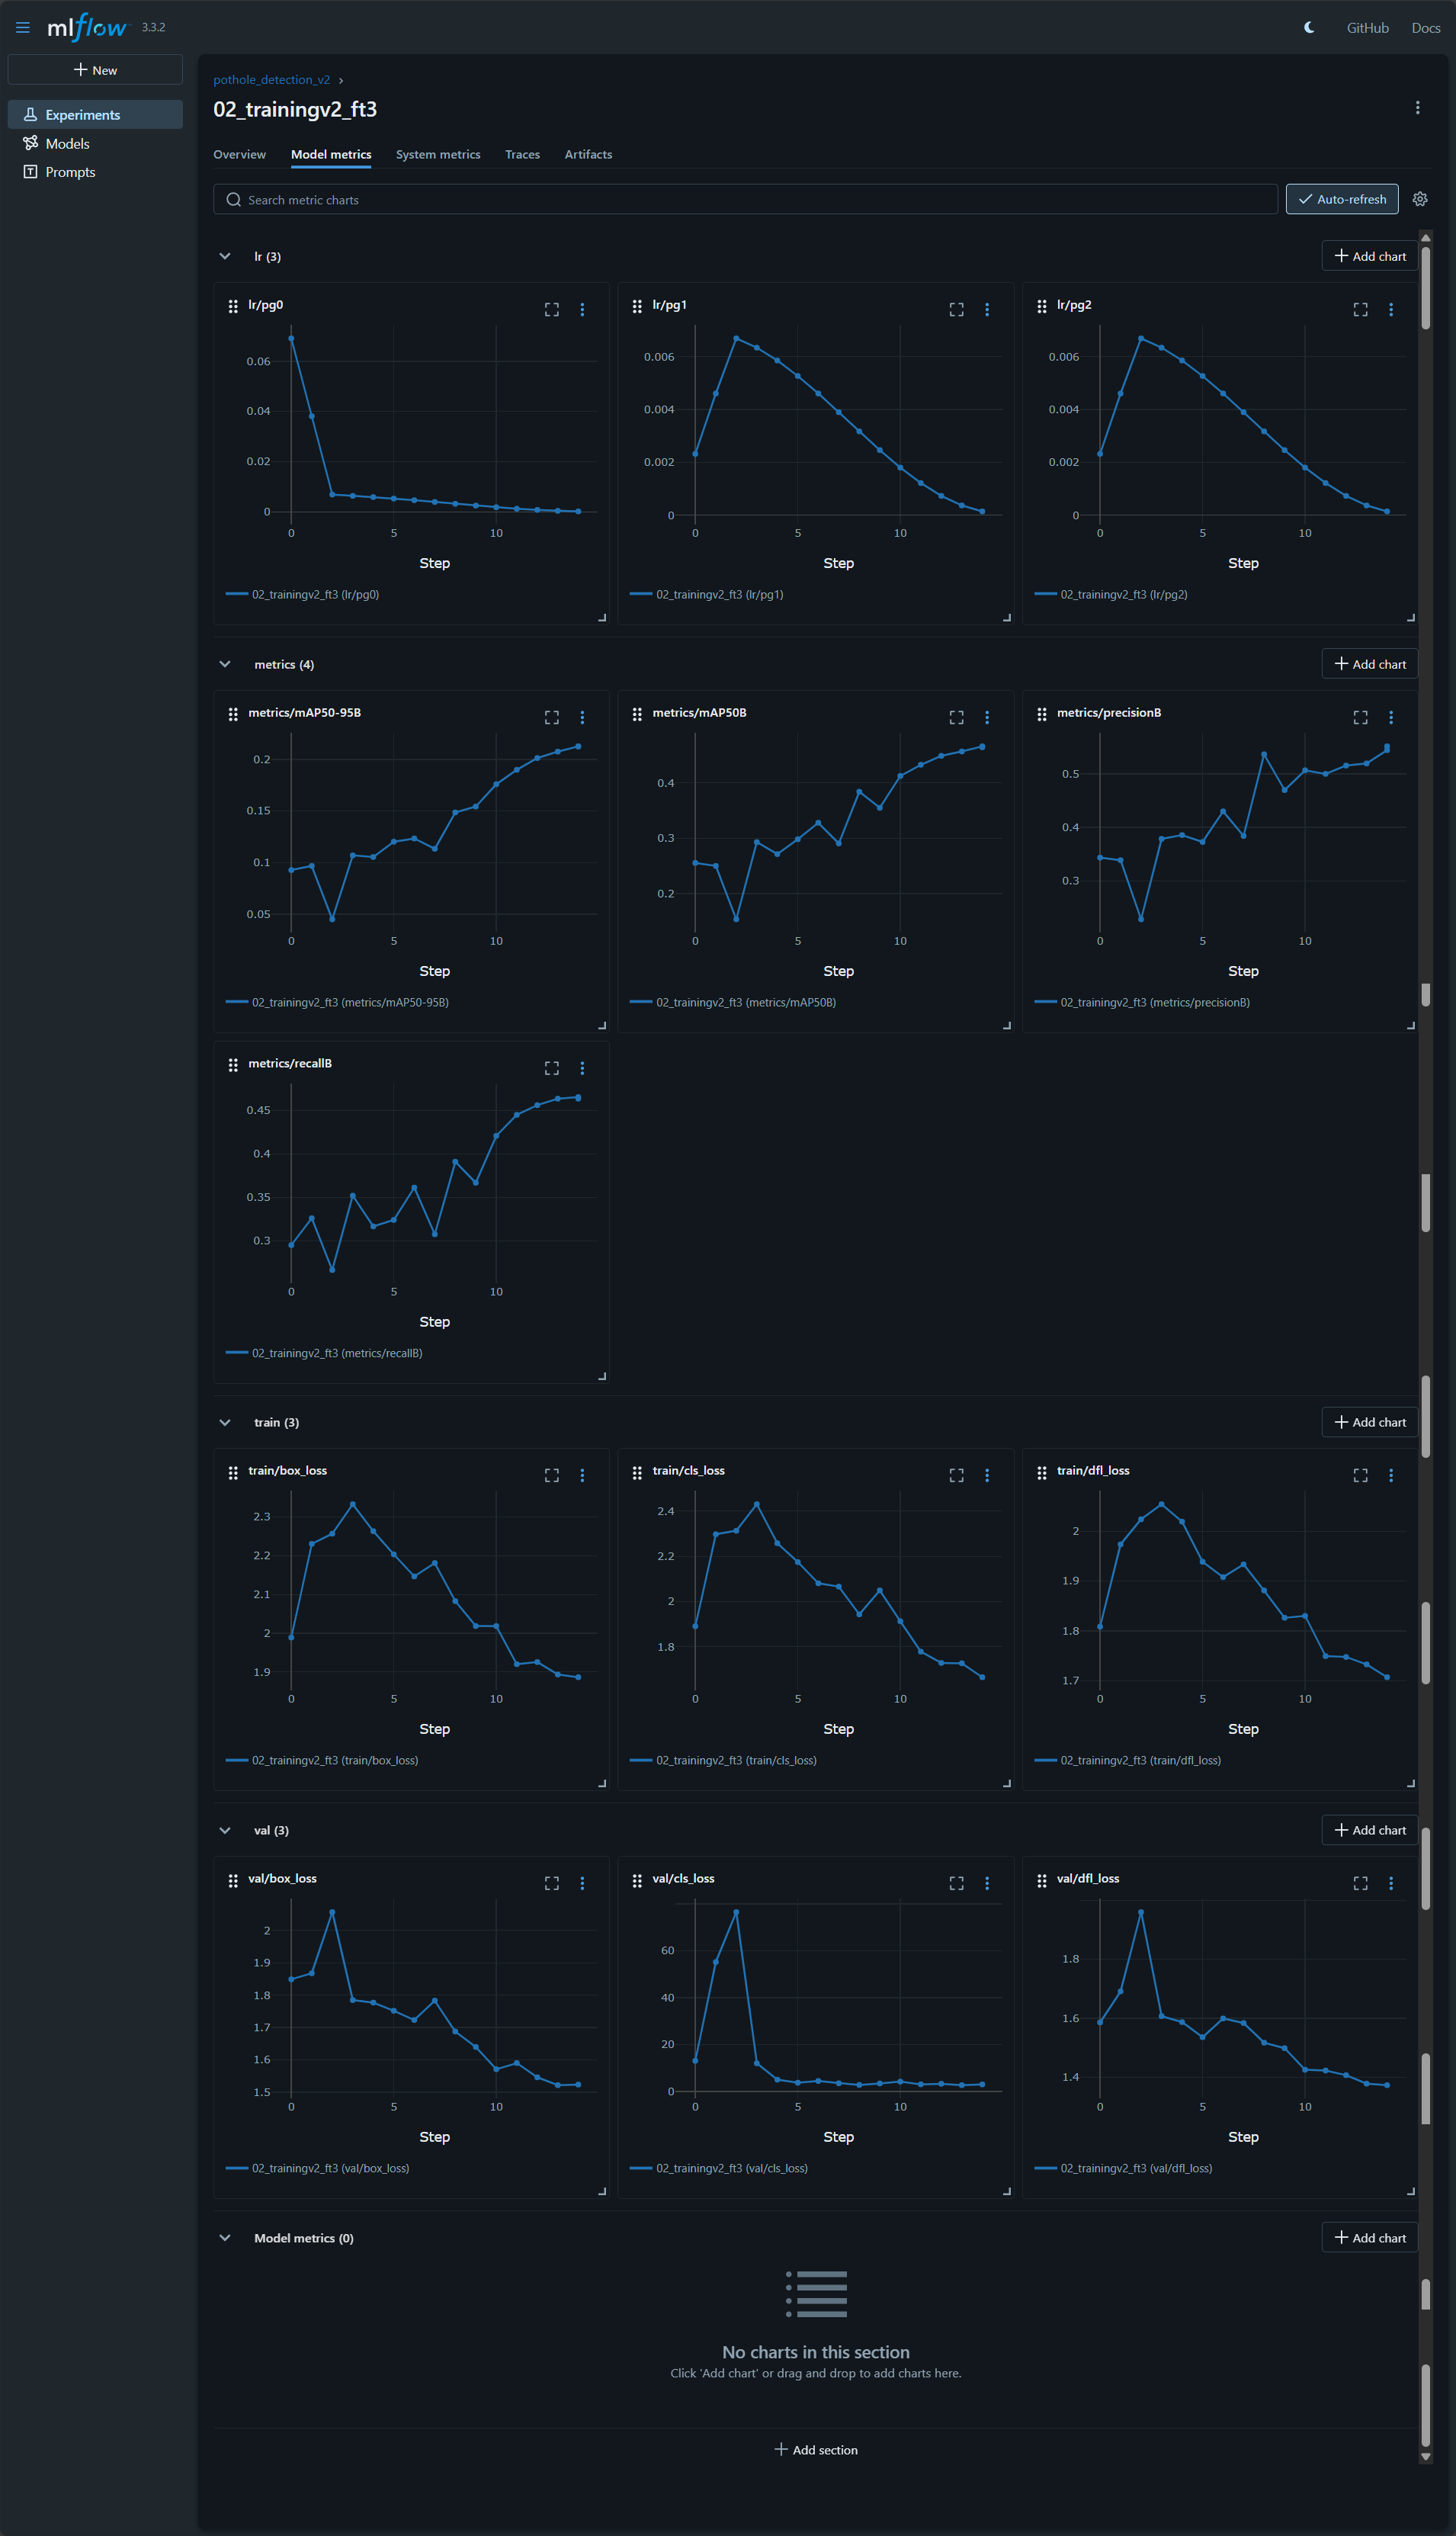 mlflow 3.3.2
GitHub Docs
New
Experiments
Models
Prompts
pothole_detection_v2
02_trainingv2_ft3
Overview Model metrics System metrics Traces Artifacts
Search metric charts
Auto-refresh
lr (3)
Add chart
lr/pg0
0.06
0.04
0.02
0
0 5 10
Step
02_trainingv2_ft3 (lr/pg0)
lr/pg1
0.006
0.004
0.002
0
0 5 10
Step
02_trainingv2_ft3 (lr/pg1)
lr/pg2
0.006
0.004
0.002
0
0 5 10
Step
02_trainingv2_ft3 (lr/pg2)
metrics (4)
Add chart
metrics/mAP50-95B
0.2
0.15
0.1
0.05
0 5 10
Step
02_trainingv2_ft3 (metrics/mAP50-95B)
metrics/mAP50B
0.4
0.3
0.2
0 5 10
Step
02_trainingv2_ft3 (metrics/mAP50B)
metrics/precisionB
0.5
0.4
0.3
0 5 10
Step
02_trainingv2_ft3 (metrics/precisionB)
metrics/recallB
0.45
0.4
0.35
0.3
0 5 10
Step
02_trainingv2_ft3 (metrics/recallB)
train (3)
Add chart
train/box_loss
2.3
2.2
2.1
2
1.9
0 5 10
Step
02_trainingv2_ft3 (train/box_loss)
train/cls_loss
2.4
2.2
2
1.8
0 5 10
Step
02_trainingv2_ft3 (train/cls_loss)
train/dfl_loss
2
1.9
1.8
1.7
0 5 10
Step
02_trainingv2_ft3 (train/dfl_loss)
val (3)
Add chart
val/box_loss
2
1.9
1.8
1.7
1.6
1.5
0 5 10
Step
02_trainingv2_ft3 (val/box_loss)
val/cls_loss
60
40
20
0
0 5 10
Step
02_trainingv2_ft3 (val/cls_loss)
val/dfl_loss
1.8
1.6
1.4
0 5 10
Step
02_trainingv2_ft3 (val/dfl_loss)
Model metrics (0)
Add chart
No charts in this section
Click 'Add chart' or drag and drop to add charts here.
Add section